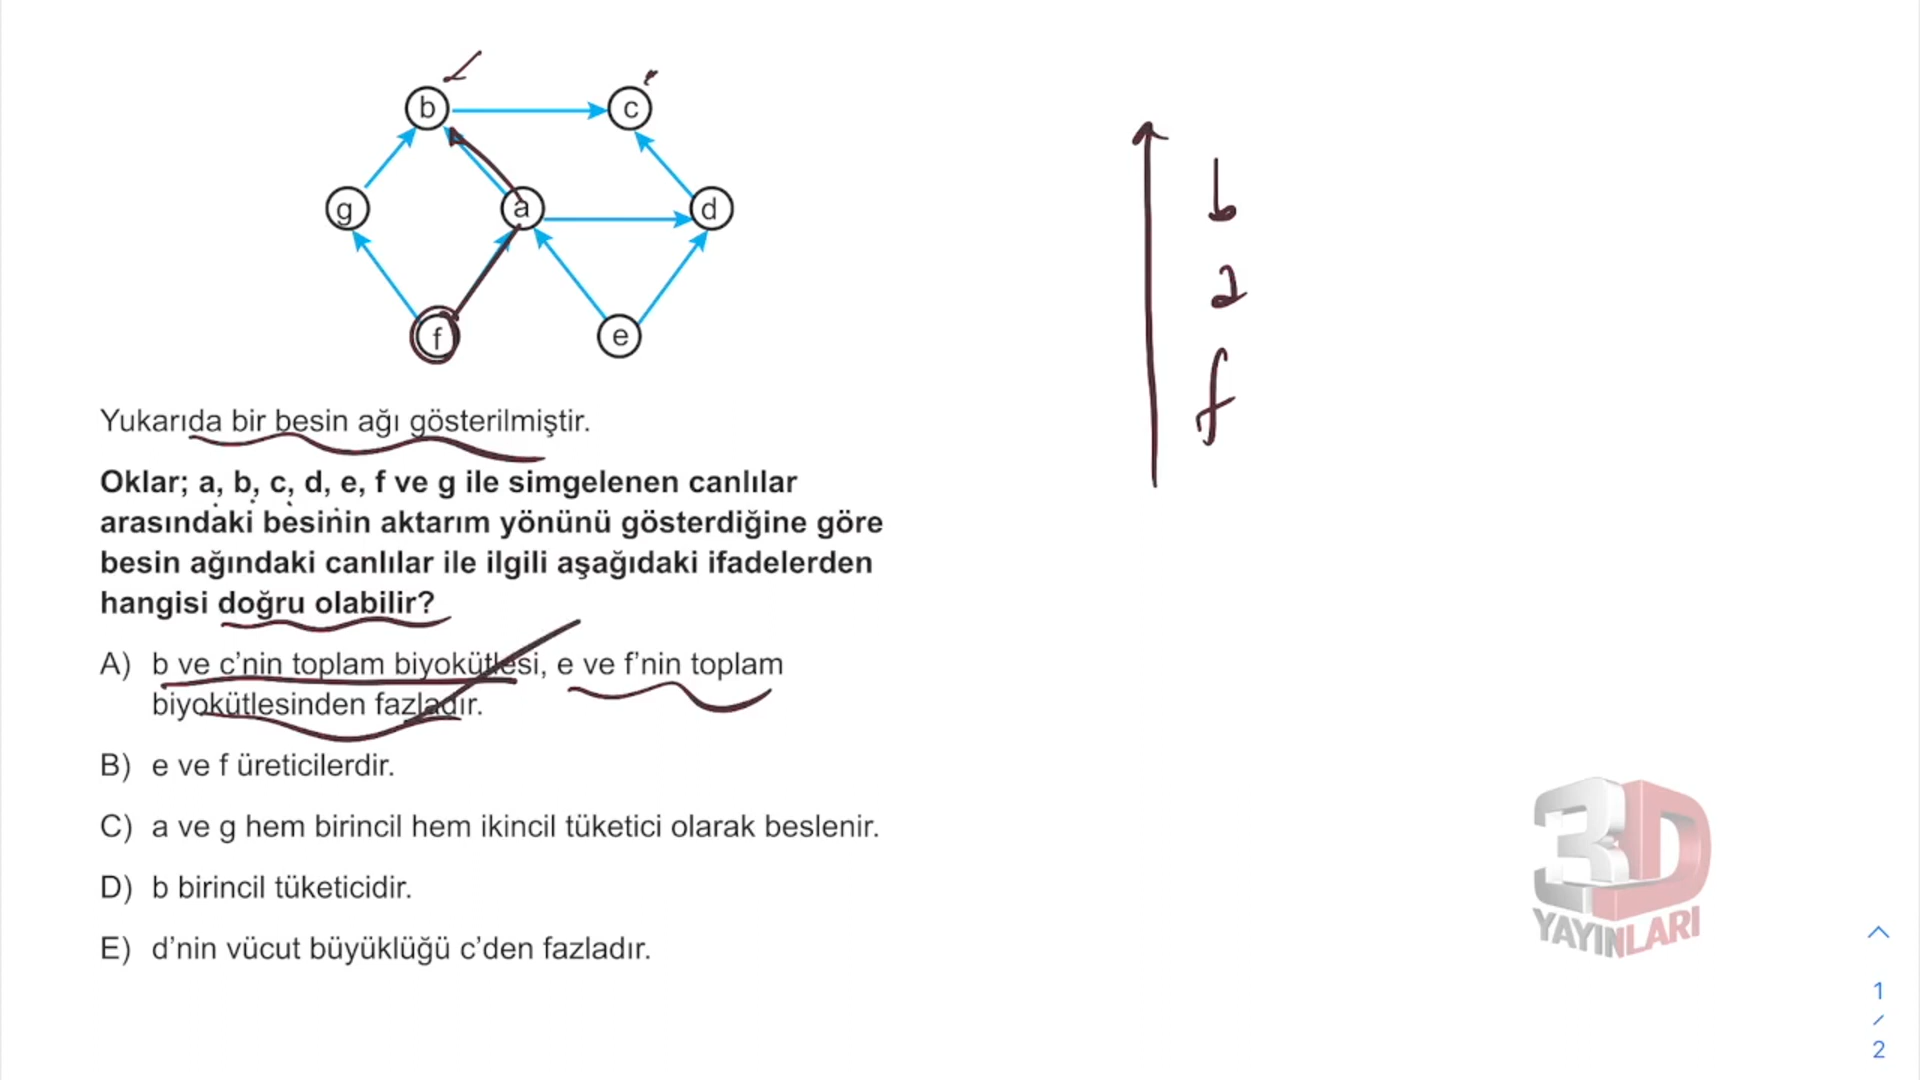 b
c
g
a
d
f
e
b
a
f
Yukarıda bir besin ağı gösterilmiştir.
Oklar; a, b, c, d, e, f ve g ile simgelenen canlılar
arasındaki besinin aktarım yönünü gösterdiğine göre
besin ağındaki canlılar ile ilgili aşağıdaki ifadelerden
hangisi doğru olabilir?
A) b ve c’nin toplam biyokütlesi, e ve f’nin toplam
biyokütlesinden fazladır.
B) e ve f üreticilerdir.
C) a ve g hem birincil hem ikincil tüketici olarak beslenir.
D) b birincil tüketicidir.
E) d’nin vücut büyüklüğü c’den fazladır.
3D
YAYINLARI
1
/
2